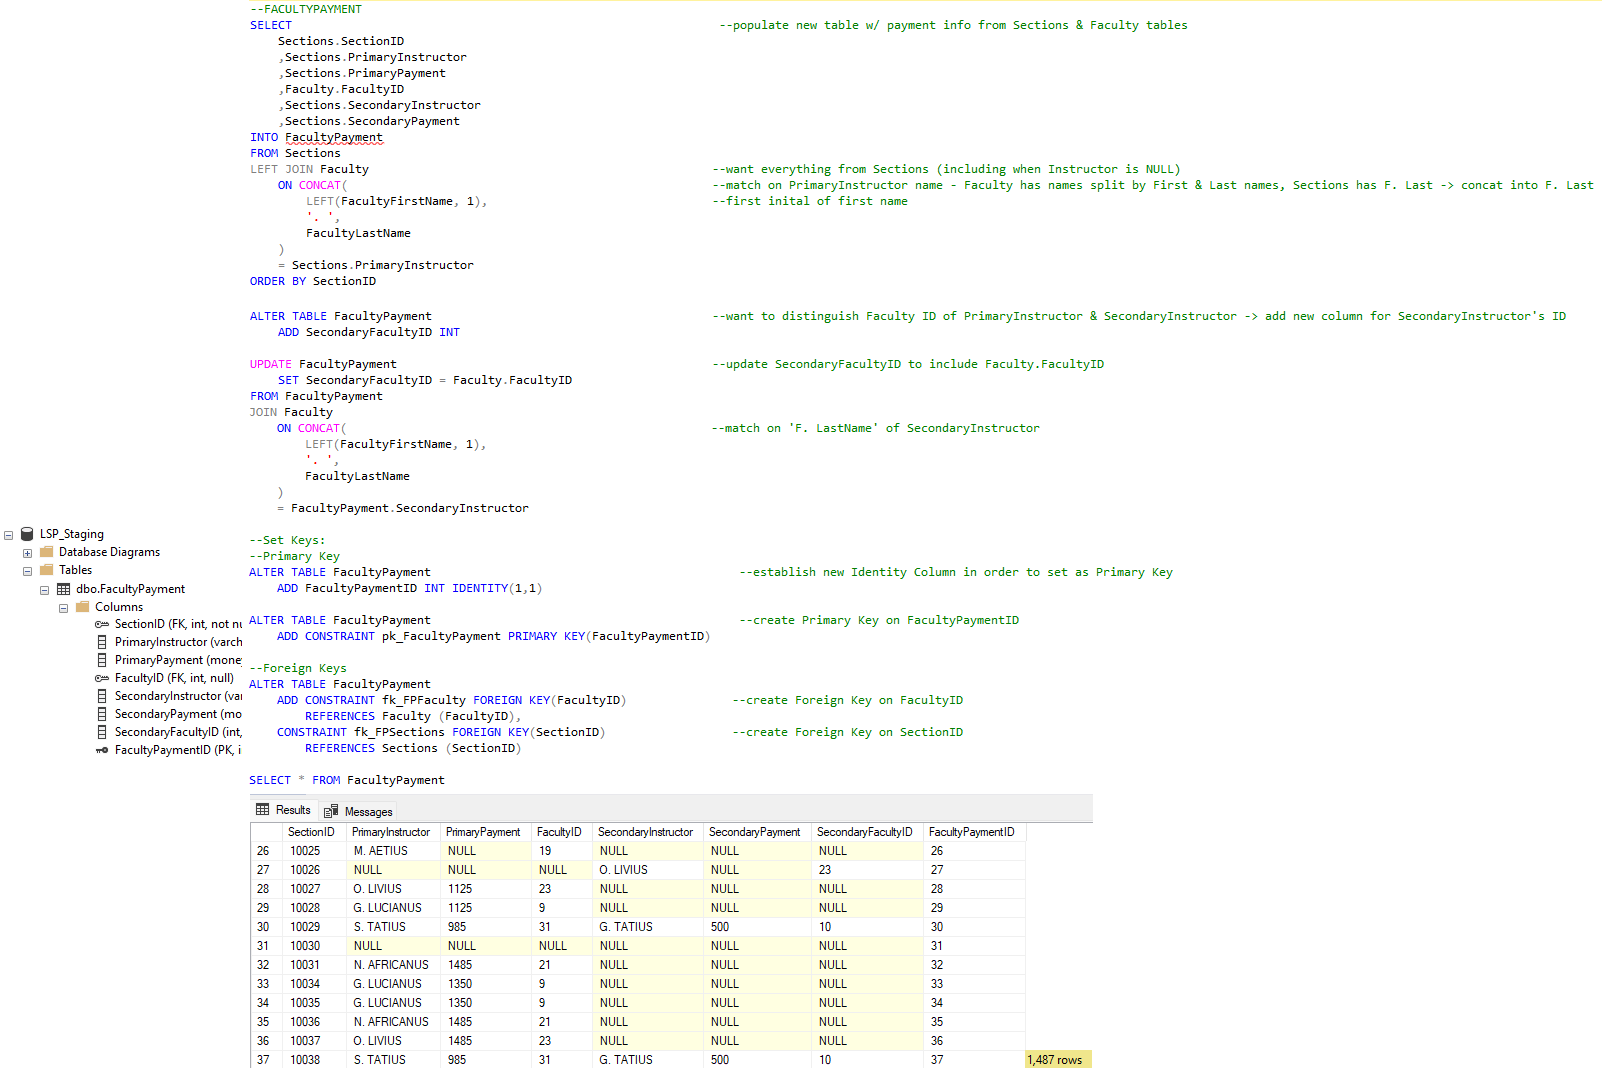 --FACULTYPAYMENT
SELECT --populate new table w/ payment info from Sections & Faculty tables
Sections.SectionID
,Sections.PrimaryInstructor
,Sections.PrimaryPayment
,Faculty.FacultyID
,Sections.SecondaryInstructor
,Sections.SecondaryPayment
INTO FacultyPayment
FROM Sections
LEFT JOIN Faculty --want everything from Sections (including when Instructor is NULL)
ON CONCAT( --match on PrimaryInstructor name - Faculty has names split by First & Last names, Sections has F. Last -> concat into F. Last
LEFT(FacultyFirstName, 1), --first inital of first name
'. ',
FacultyLastName
)
= Sections.PrimaryInstructor
ORDER BY SectionID
ALTER TABLE FacultyPayment --want to distinguish Faculty ID of PrimaryInstructor & SecondaryInstructor -> add new column for SecondaryInstructor's ID
ADD SecondaryFacultyID INT
UPDATE FacultyPayment --update SecondaryFacultyID to include Faculty.FacultyID
SET SecondaryFacultyID = Faculty.FacultyID
FROM FacultyPayment
JOIN Faculty
ON CONCAT( --match on 'F. LastName' of SecondaryInstructor
LEFT(FacultyFirstName, 1),
'. ',
FacultyLastName
)
= FacultyPayment.SecondaryInstructor
--Set Keys:
--Primary Key
ALTER TABLE FacultyPayment --establish new Identity Column in order to set as Primary Key
ADD FacultyPaymentID INT IDENTITY(1,1)
ALTER TABLE FacultyPayment --create Primary Key on FacultyPaymentID
ADD CONSTRAINT pk_FacultyPayment PRIMARY KEY(FacultyPaymentID)
--Foreign Keys
ALTER TABLE FacultyPayment
ADD CONSTRAINT fk_FPFaculty FOREIGN KEY(FacultyID) --create Foreign Key on FacultyID
REFERENCES Faculty (FacultyID),
CONSTRAINT fk_FPSections FOREIGN KEY(SectionID) --create Foreign Key on SectionID
REFERENCES Sections (SectionID)
SELECT * FROM FacultyPayment
LSP_Staging
Database Diagrams
Tables
dbo.FacultyPayment
Columns
SectionID (FK, int, not nu
PrimaryInstructor (varch
PrimaryPayment (mone
FacultyID (FK, int, null)
SecondaryInstructor (var
SecondaryPayment (mo
SecondaryFacultyID (int,
FacultyPaymentID (PK, i
Results Messages
SectionID PrimaryInstructor PrimaryPayment FacultyID SecondaryInstructor SecondaryPayment SecondaryFacultyID FacultyPaymentID
26 10025 M. AETIUS NULL 19 NULL NULL NULL 26
27 10026 NULL NULL NULL O. LIVIUS NULL 23 27
28 10027 O. LIVIUS 1125 23 NULL NULL NULL 28
29 10028 G. LUCIANUS 1125 9 NULL NULL NULL 29
30 10029 S. TATIUS 985 31 G. TATIUS 500 10 30
31 10030 NULL NULL NULL NULL NULL NULL 31
32 10031 N. AFRICANUS 1485 21 NULL NULL NULL 32
33 10034 G. LUCIANUS 1350 9 NULL NULL NULL 33
34 10035 G. LUCIANUS 1350 9 NULL NULL NULL 34
35 10036 N. AFRICANUS 1485 21 NULL NULL NULL 35
36 10037 O. LIVIUS 1485 23 NULL NULL NULL 36
37 10038 S. TATIUS 985 31 G. TATIUS 500 10 37 1,487 rows